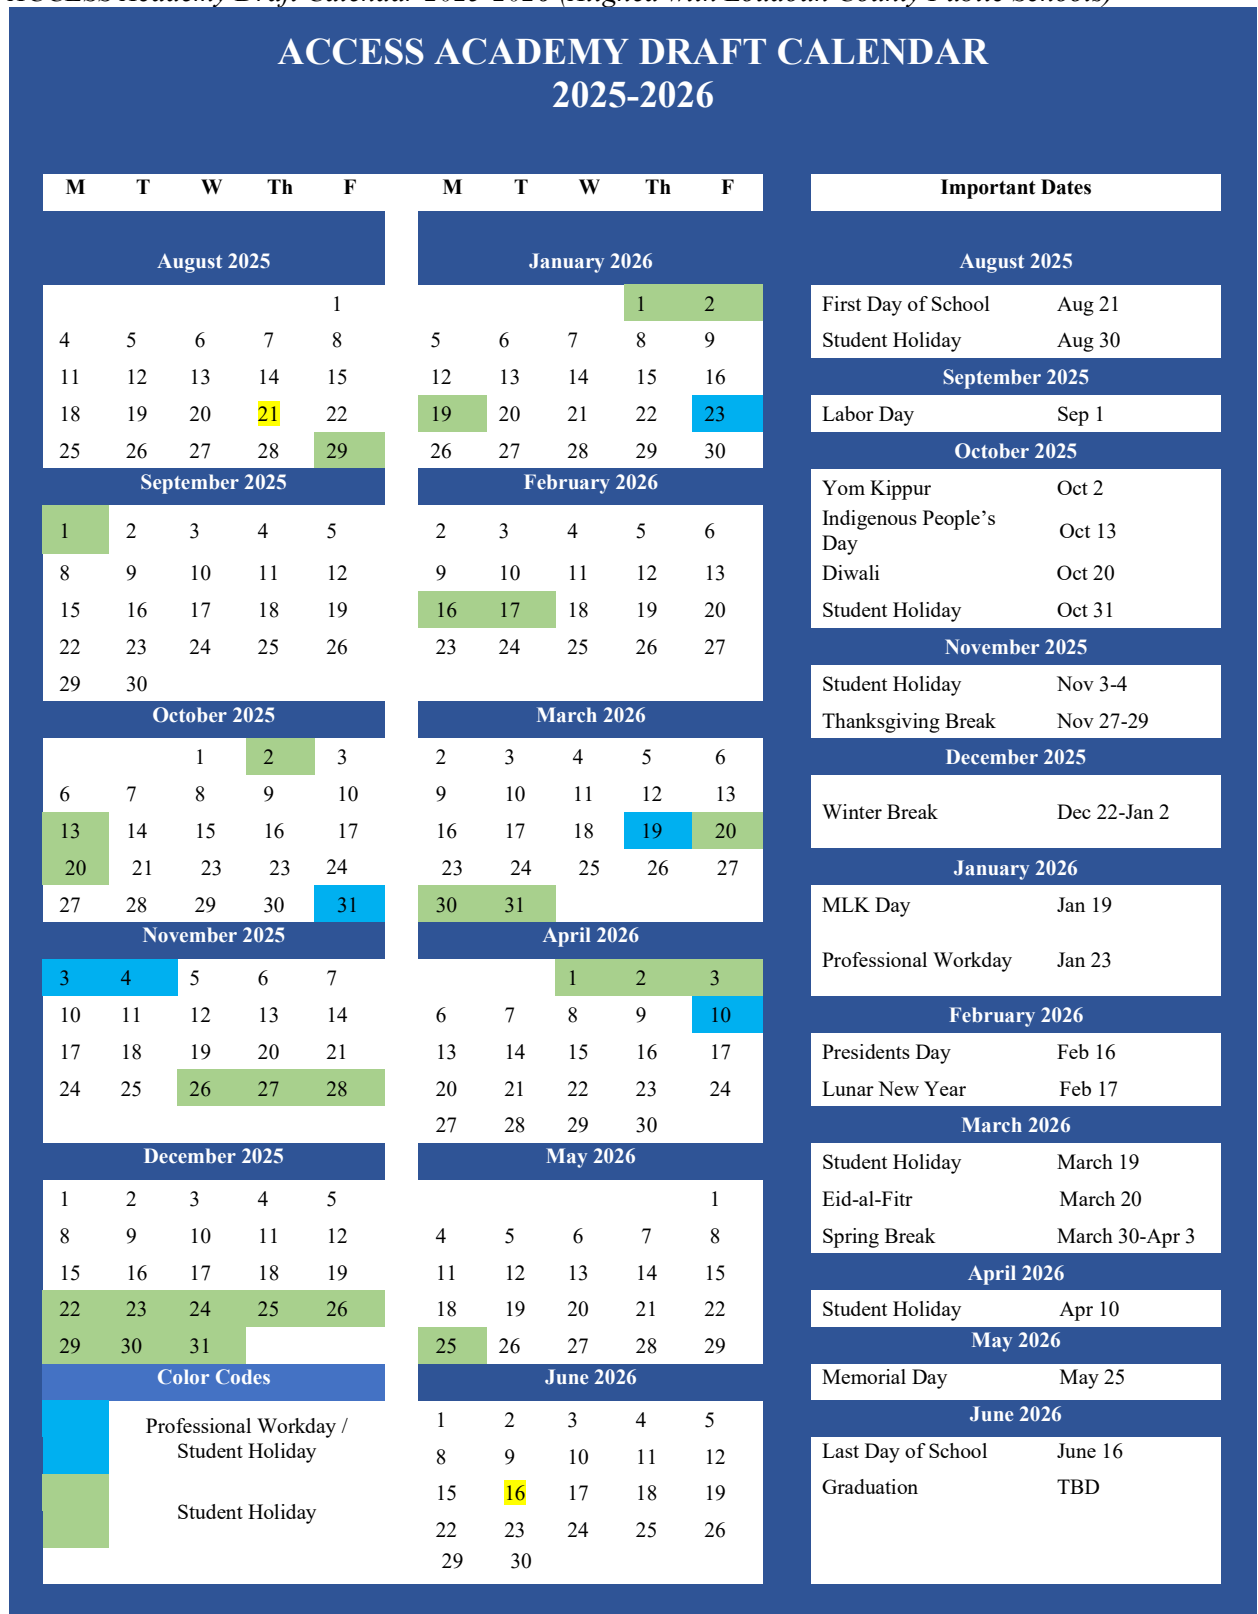 ACCESS Academy Draft Calendar 2025-2026 (Aligned with Loudoun County Public Schools)
ACCESS ACADEMY DRAFT CALENDAR
2025-2026
M T W Th F
August 2025
1
4 5 6 7 8
11 12 13 14 15
18 19 20 21 22
25 26 27 28 29
September 2025
1 2 3 4 5
8 9 10 11 12
15 16 17 18 19
22 23 24 25 26
29 30
October 2025
1 2 3
6 7 8 9 10
13 14 15 16 17
20 21 23 23 24
27 28 29 30 31
November 2025
3 4 5 6 7
10 11 12 13 14
17 18 19 20 21
24 25 26 27 28
December 2025
1 2 3 4 5
8 9 10 11 12
15 16 17 18 19
22 23 24 25 26
29 30 31
Color Codes
Professional Workday /
Student Holiday
Student Holiday
M T W Th F
January 2026
1 2
5 6 7 8 9
12 13 14 15 16
19 20 21 22 23
26 27 28 29 30
February 2026
2 3 4 5 6
9 10 11 12 13
16 17 18 19 20
23 24 25 26 27
March 2026
2 3 4 5 6
9 10 11 12 13
16 17 18 19 20
23 24 25 26 27
30 31
April 2026
1 2 3
6 7 8 9 10
13 14 15 16 17
20 21 22 23 24
27 28 29 30
May 2026
1
4 5 6 7 8
11 12 13 14 15
18 19 20 21 22
25 26 27 28 29
June 2026
1 2 3 4 5
8 9 10 11 12
15 16 17 18 19
22 23 24 25 26
29 30
Important Dates
August 2025
First Day of School Aug 21
Student Holiday Aug 30
September 2025
Labor Day Sep 1
October 2025
Yom Kippur Oct 2
Indigenous People’s
Day Oct 13
Diwali Oct 20
Student Holiday Oct 31
November 2025
Student Holiday Nov 3-4
Thanksgiving Break Nov 27-29
December 2025
Winter Break Dec 22-Jan 2
January 2026
MLK Day Jan 19
Professional Workday Jan 23
February 2026
Presidents Day Feb 16
Lunar New Year Feb 17
March 2026
Student Holiday March 19
Eid-al-Fitr March 20
Spring Break March 30-Apr 3
April 2026
Student Holiday Apr 10
May 2026
Memorial Day May 25
June 2026
Last Day of School June 16
Graduation TBD